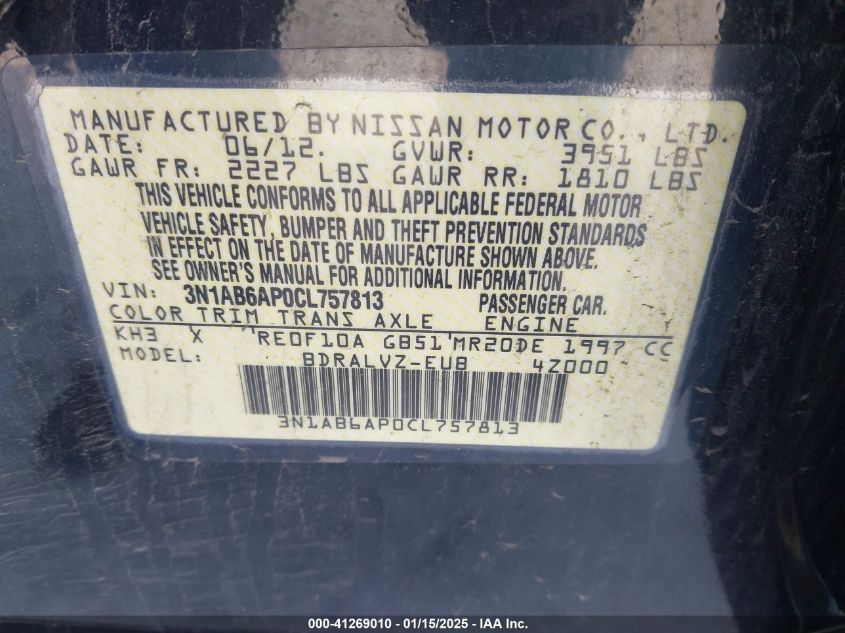 MANUFACTURED BY NISSAN MOTOR CO., LTD.
DATE: 06/12. GVWR: 3951 LBS
GAWR FR: 2227 LBS GAWR RR: 1810 LBS
THIS VEHICLE CONFORMS TO ALL APPLICABLE FEDERAL MOTOR
VEHICLE SAFETY, BUMPER AND THEFT PREVENTION STANDARDS
IN EFFECT ON THE DATE OF MANUFACTURE SHOWN ABOVE.
SEE OWNER'S MANUAL FOR ADDITIONAL INFORMATION.
VIN: 3N1AB6AP0CL757813 PASSENGER CAR.
COLOR TRIM TRANS AXLE ENGINE
KH3 X RE0F10A GB51 MR20DE 1997 CC
MODEL: BDRALVZ-EUB 4Z000
3N1AB6AP0CL757813
000-41269010 - 01/15/2025 - IAA Inc.